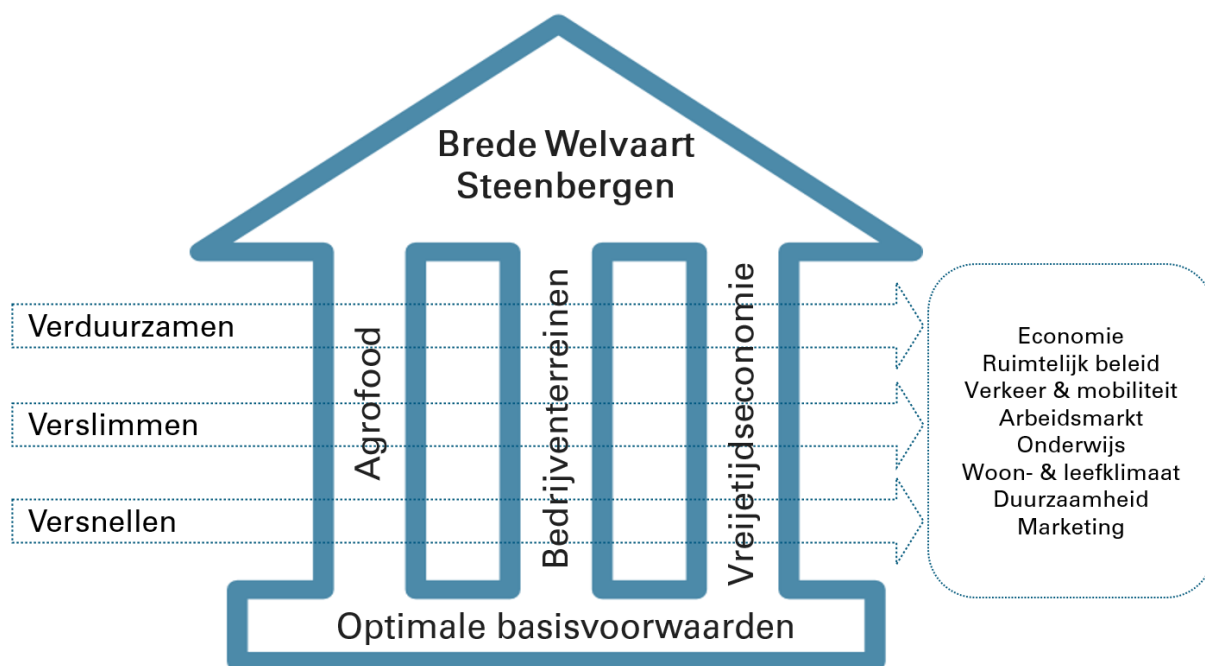 Brede Welvaart
Steenbergen
Verduurzamen
Verslimmen
Versnellen
Agrofood
Bedrijventerreinen
Vreijetijdseconomie
Economie
Ruimtelijk beleid
Verkeer & mobiliteit
Arbeidsmarkt
Onderwijs
Woon- & leefklimaat
Duurzaamheid
Marketing
Optimale basisvoorwaarden